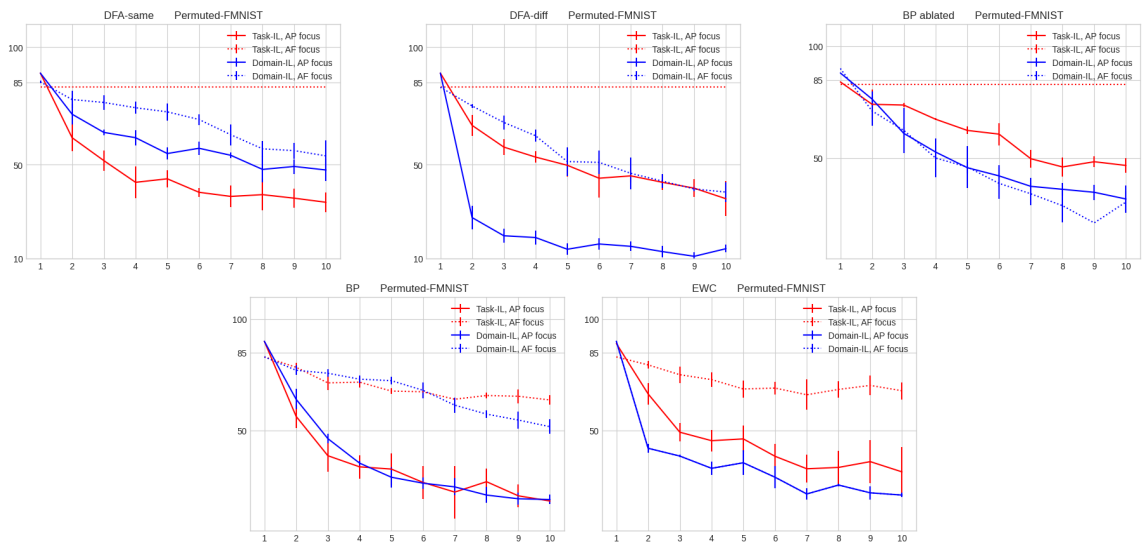 DFA-same Permuted-FMNIST
100
85
50
10
1 2 3 4 5 6 7 8 9 10
Task-IL, AP focus
Task-IL, AF focus
Domain-IL, AP focus
Domain-IL, AF focus
DFA-diff Permuted-FMNIST
100
85
50
10
1 2 3 4 5 6 7 8 9 10
Task-IL, AP focus
Task-IL, AF focus
Domain-IL, AP focus
Domain-IL, AF focus
BP ablated Permuted-FMNIST
100
85
50
1 2 3 4 5 6 7 8 9 10
Task-IL, AP focus
Task-IL, AF focus
Domain-IL, AP focus
Domain-IL, AF focus
BP Permuted-FMNIST
100
85
50
1 2 3 4 5 6 7 8 9 10
Task-IL, AP focus
Task-IL, AF focus
Domain-IL, AP focus
Domain-IL, AF focus
EWC Permuted-FMNIST
100
85
50
1 2 3 4 5 6 7 8 9 10
Task-IL, AP focus
Task-IL, AF focus
Domain-IL, AP focus
Domain-IL, AF focus